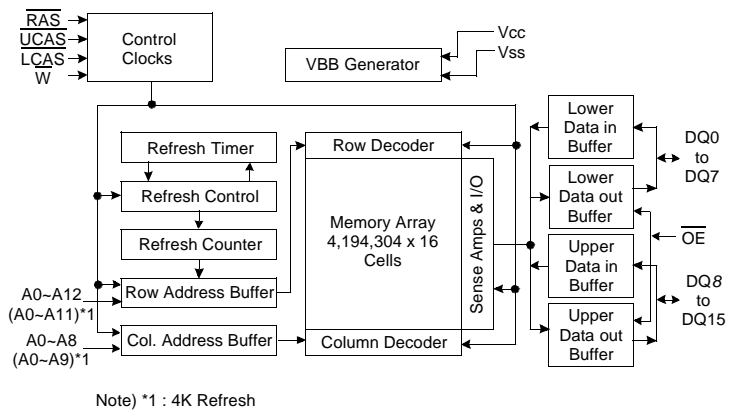 RAS
UCAS
LCAS
W
Control
Clocks
VBB Generator
Vcc
Vss
Refresh Timer
Refresh Control
Refresh Counter
Row Address Buffer
Col. Address Buffer
A0~A12
(A0~A11)*1
A0~A8
(A0~A9)*1
Row Decoder
Memory Array
4,194,304 x 16
Cells
Sense Amps & I/O
Column Decoder
Lower
Data in
Buffer
Lower
Data out
Buffer
Upper
Data in
Buffer
Upper
Data out
Buffer
DQ0
to
DQ7
OE
DQ8
to
DQ15
Note) *1 : 4K Refresh